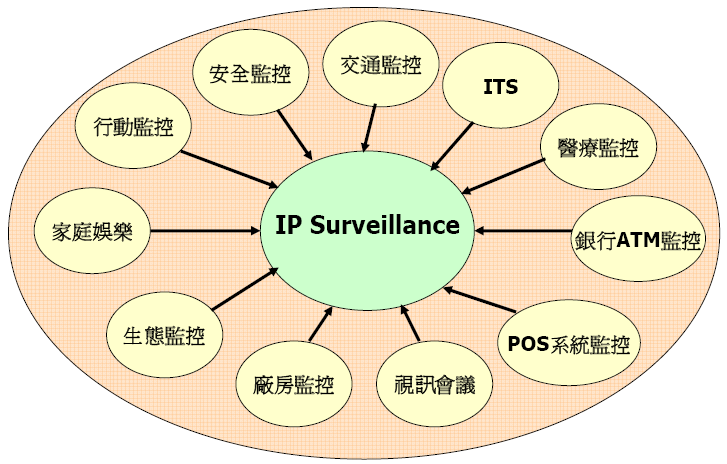 安全監控
交通監控
ITS
行動監控
醫療監控
IP Surveillance
家庭娛樂
銀行ATM監控
生態監控
POS系統監控
廠房監控
視訊會議